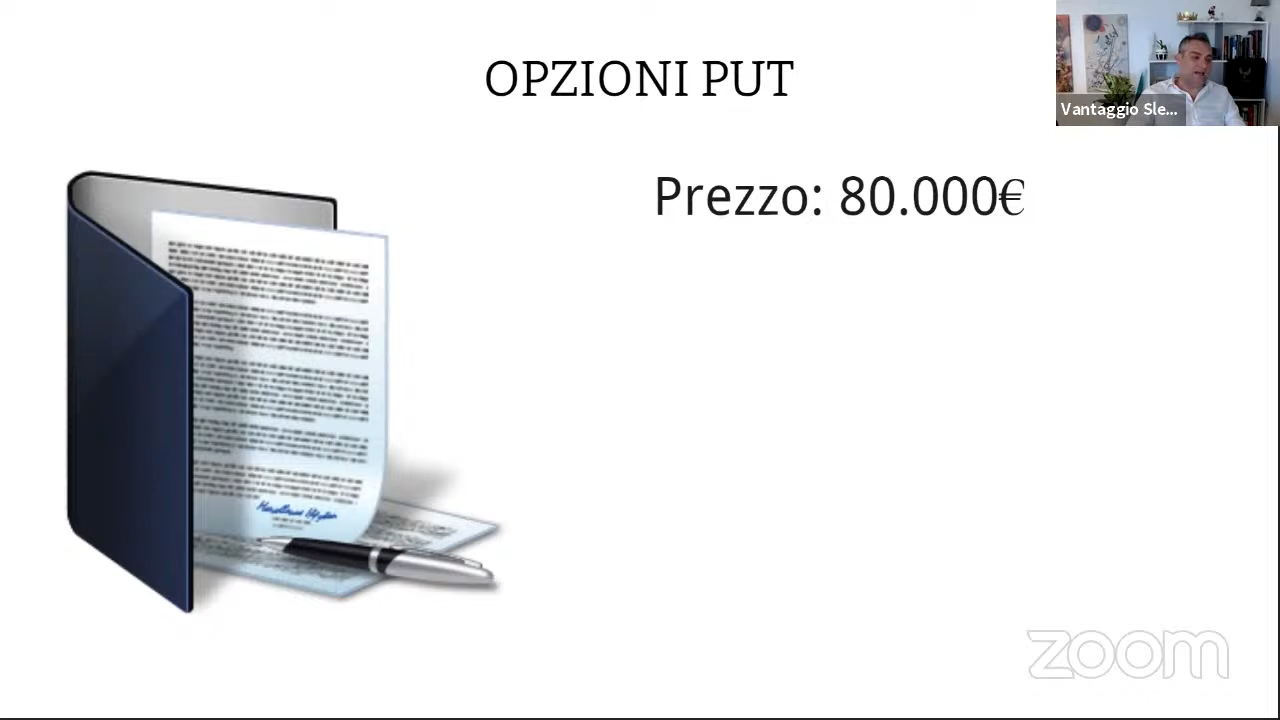 OPZIONI PUT
Vantaggio Sle...
Prezzo: 80.000€
zoom